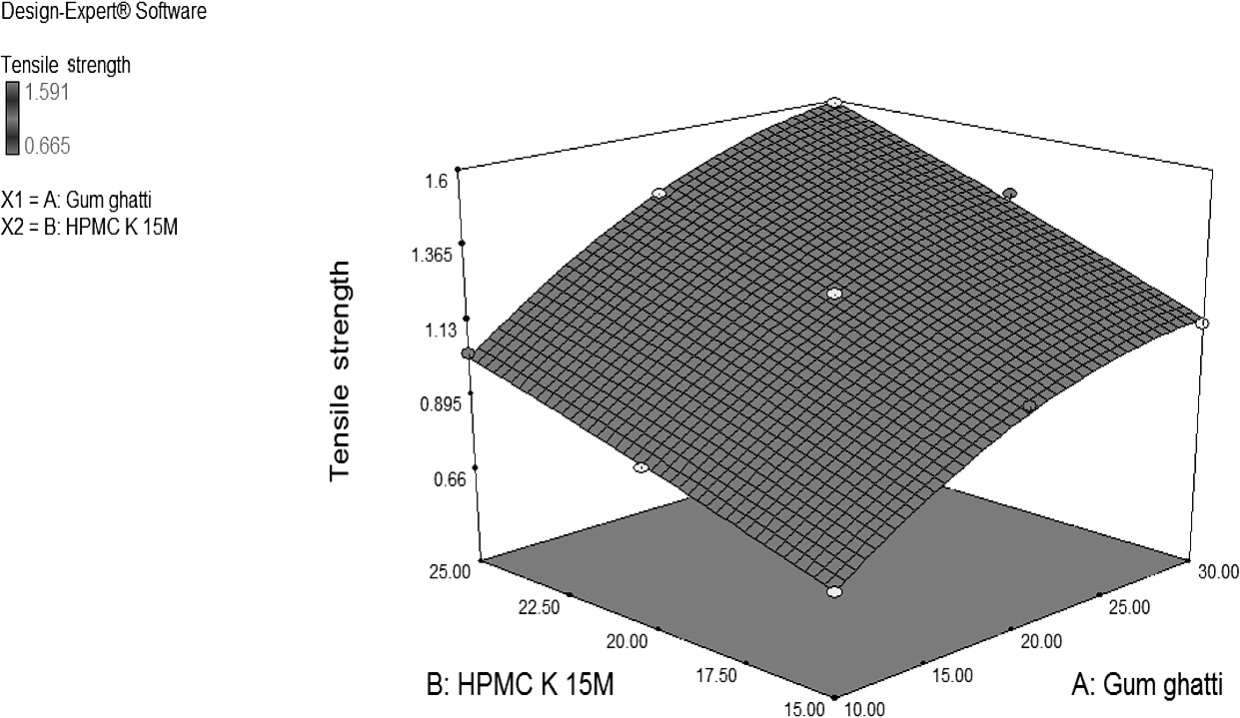 Design-Expert® Software
Tensile strength
1.591
0.665
X1 = A: Gum ghatti
X2 = B: HPMC K 15M
Tensile strength
1.6
1.365
1.13
0.895
0.66
25.00
22.50
20.00
17.50
15.00
10.00
15.00
20.00
25.00
30.00
B: HPMC K 15M
A: Gum ghatti